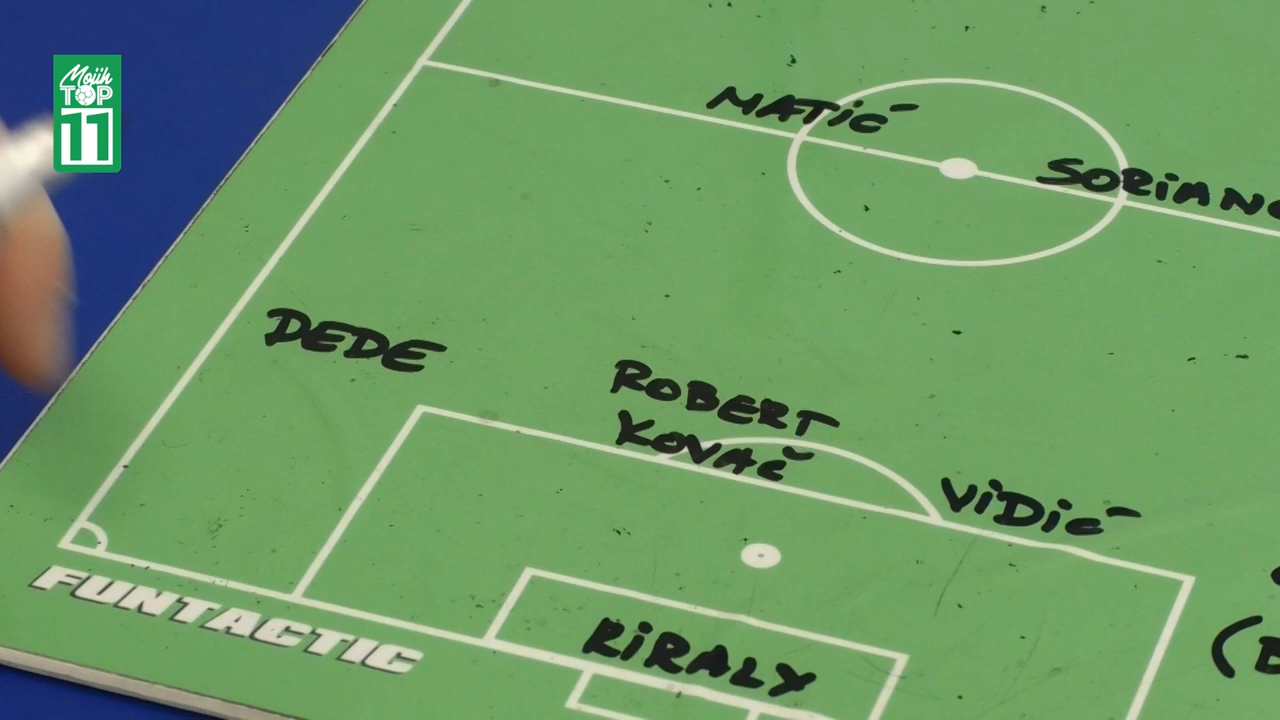 Mojih
TOP
11
MATIĆ
SORIANO
DEDE
ROBERT
KOVAČ
VIDIĆ
KIRALY
FUNTACTIC